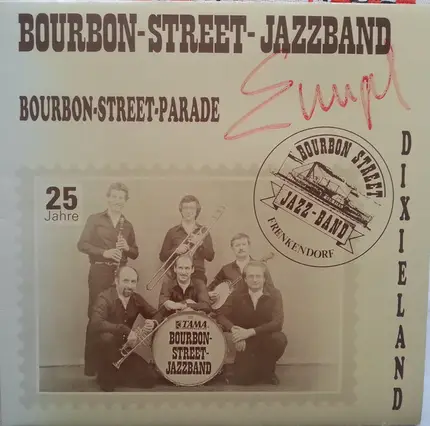 BOURBON-STREET-JAZZBAND
BOURBON-STREET-PARADE
BOURBON STREET
JAZZ-BAND
FRENKENDORF
DIXIELAND
25
Jahre
TAMA
BOURBON-
STREET-
JAZZBAND